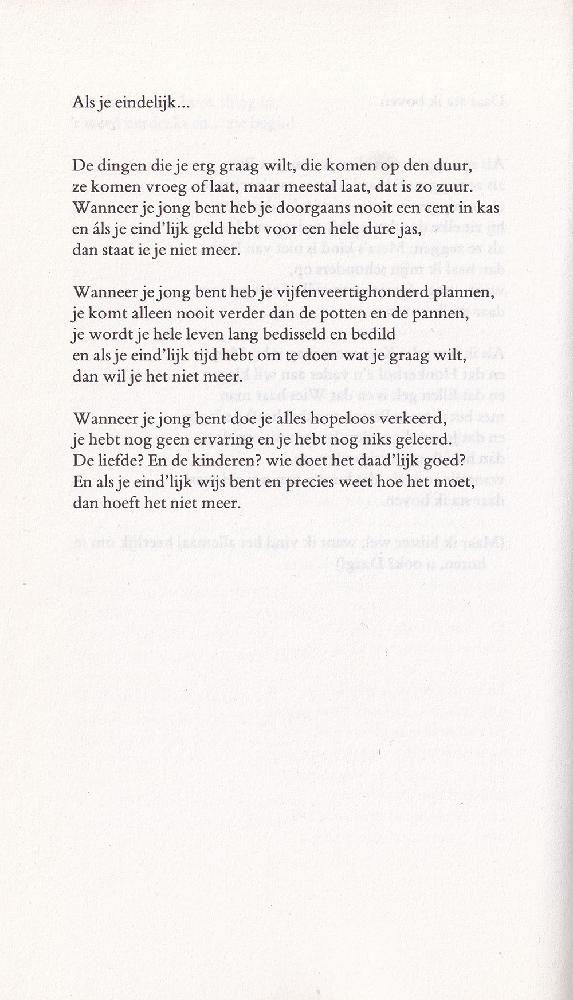 Als je eindelijk...
De dingen die je erg graag wilt, die komen op den duur,
ze komen vroeg of laat, maar meestal laat, dat is zo zuur.
Wanneer je jong bent heb je doorgaans nooit een cent in kas
en áls je eind'lijk geld hebt voor een hele dure jas,
dan staat ie je niet meer.
Wanneer je jong bent heb je vijfenveertighonderd plannen,
je komt alleen nooit verder dan de potten en de pannen,
je wordt je hele leven lang bedisseld en bedild
en als je eind'lijk tijd hebt om te doen wat je graag wilt,
dan wil je het niet meer.
Wanneer je jong bent doe je alles hopeloos verkeerd,
je hebt nog geen ervaring en je hebt nog niks geleerd.
De liefde? En de kinderen? wie doet het daad'lijk goed?
En als je eind'lijk wijs bent en precies weet hoe het moet,
dan hoeft het niet meer.